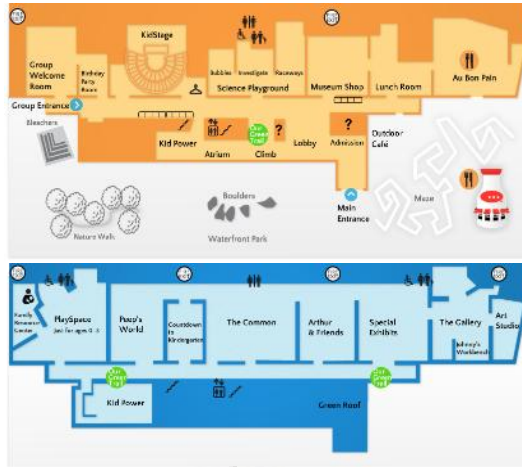 KidStage
Group
Welcome
Room
Birthday
Party
Room
Bubbles
Investigate
Raceways
Science Playground
Museum Shop
Lunch Room
Au Bon Pain
Group Entrance
Bleachers
Kid Power
Atrium
Our
Green
Trail
Climb
?
Lobby
?
Admission
Outdoor
Café
Boulders
Nature Walk
Waterfront Park
Main
Entrance
Maze
Family
Resource
Center
PlaySpace
Just for ages 0-3
Peep's
World
Countdown
to
Kindergarten
The Common
Arthur
& Friends
Special
Exhibits
The Gallery
Art
Studio
Johnny's
Workbench
Our
Green
Trail
Our
Green
Trail
Kid Power
Green Roof